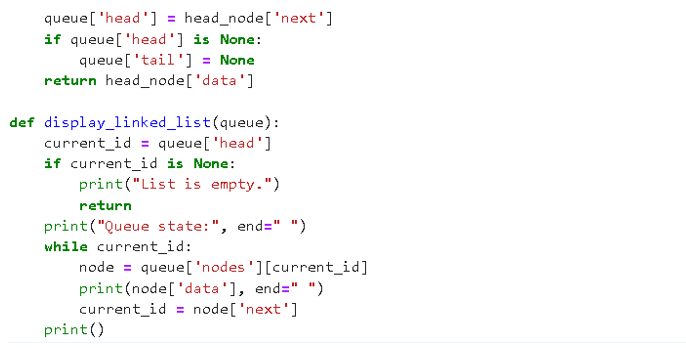 queue['head'] = head_node['next']
    if queue['head'] is None:
        queue['tail'] = None
    return head_node['data']

def display_linked_list(queue):
    current_id = queue['head']
    if current_id is None:
        print("List is empty.")
        return
    print("Queue state:", end=" ")
    while current_id:
        node = queue['nodes'][current_id]
        print(node['data'], end=" ")
        current_id = node['next']
    print()